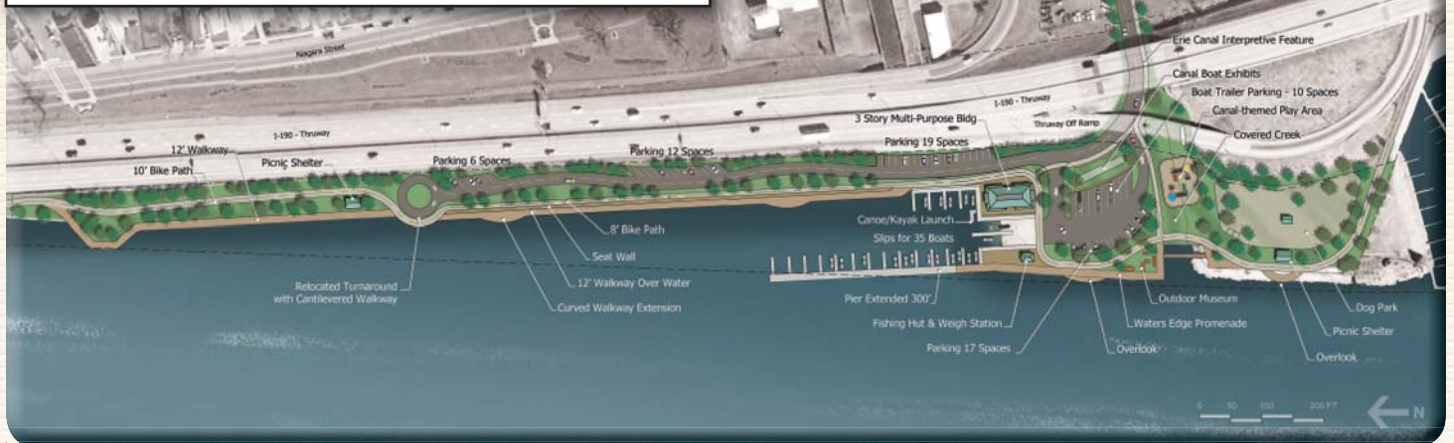 Niagara Street
Erie Canal Interpretive Feature
Canal Boat Exhibits
Boat Trailer Parking - 10 Spaces
Canal-themed Play Area
Covered Creek
I-190 - Thruway
Thruway Off Ramp
3 Story Multi-Purpose Bldg
Parking 19 Spaces
I-190 - Thruway
12' Walkway
10' Bike Path
Picnic Shelter
Parking 6 Spaces
Parking 12 Spaces
Canoe/Kayak Launch
Slips for 35 Boats
8' Bike Path
Seat Wall
12' Walkway Over Water
Curved Walkway Extension
Relocated Turnaround
with Cantilevered Walkway
Pier Extended 300'
Fishing Hut & Weigh Station
Parking 17 Spaces
Outdoor Museum
Waters Edge Promenade
Overlook
Dog Park
Picnic Shelter
Overlook
0 50 100 200 FT
N